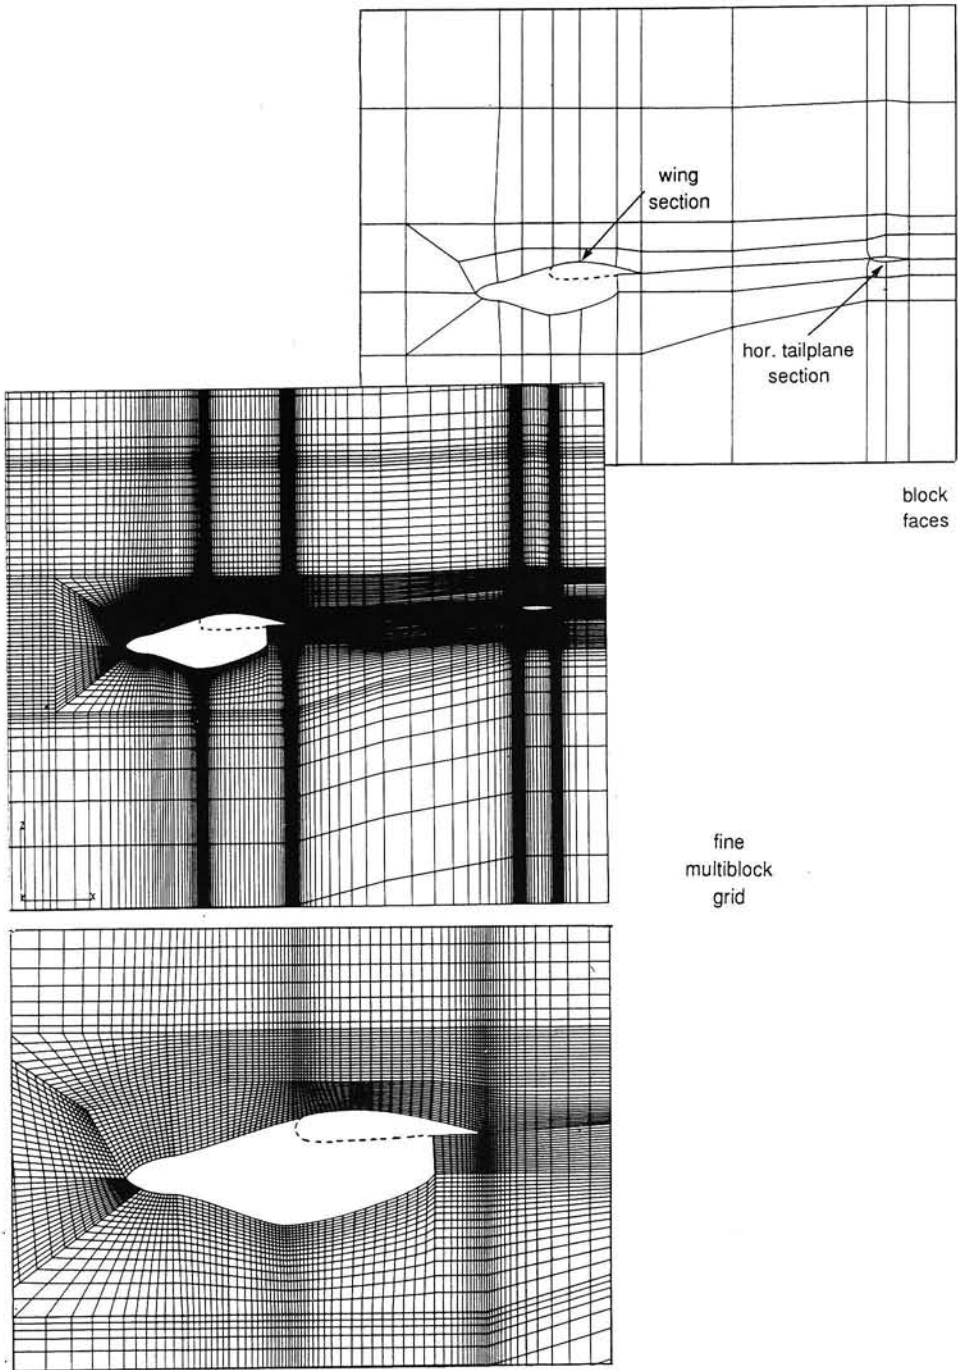 wing
section
hor. tailplane
section
block
faces
fine
multiblock
grid
z
x